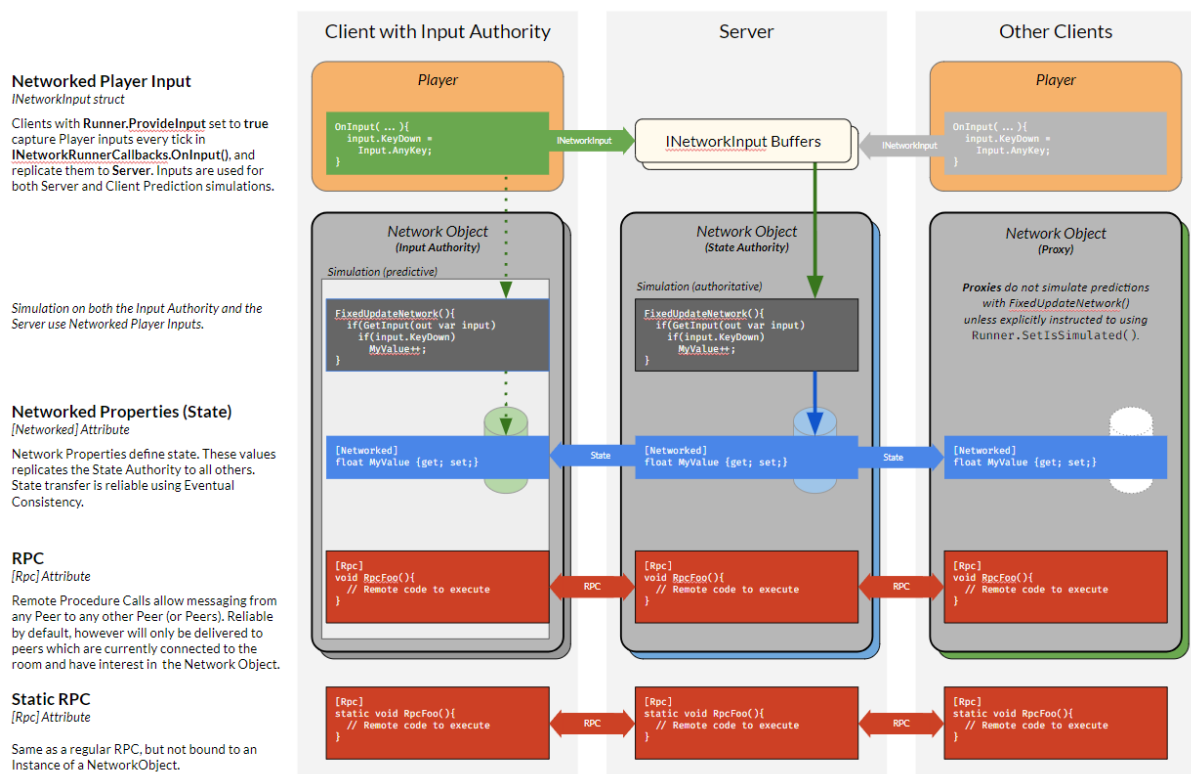 Client with Input Authority
Server
Other Clients
Networked Player Input
INetworkInput struct
Clients with Runner.ProvideInput set to true
capture Player inputs every tick in
INetworkRunnerCallbacks.OnInput(), and
replicate them to Server. Inputs are used for
both Server and Client Prediction simulations.
Player
OnInput( ... ){
input.KeyDown =
Input.AnyKey;
}
INetworkInput
INetworkInput Buffers
INetworkInput
Player
OnInput( ... ){
input.KeyDown =
Input.AnyKey;
}
Simulation on both the Input Authority and the
Server use Networked Player Inputs.
Network Object
(Input Authority)
Simulation (predictive)
FixedUpdateNetwork(){
if(GetInput(out var input)
if(input.KeyDown)
MyValue++;
}
Network Object
(State Authority)
Simulation (authoritative)
FixedUpdateNetwork(){
if(GetInput(out var input)
if(input.KeyDown)
MyValue++;
}
Network Object
(Proxy)
Proxies do not simulate predictions
with FixedUpdateNetwork()
unless explicitly instructed to using
Runner.SetIsSimulated().
Networked Properties (State)
[Networked] Attribute
Network Properties define state. These values
replicates the State Authority to all others.
State transfer is reliable using Eventual
Consistency.
[Networked]
float MyValue {get; set;}
State
[Networked]
float MyValue {get; set;}
State
[Networked]
float MyValue {get; set;}
RPC
[Rpc] Attribute
Remote Procedure Calls allow messaging from
any Peer to any other Peer (or Peers). Reliable
by default, however will only be delivered to
peers which are currently connected to the
room and have interest in the Network Object.
[Rpc]
void RpcFoo(){
// Remote code to execute
}
RPC
[Rpc]
void RpcFoo(){
// Remote code to execute
}
RPC
[Rpc]
void RpcFoo(){
// Remote code to execute
}
Static RPC
[Rpc] Attribute
Same as a regular RPC, but not bound to an
Instance of a NetworkObject.
[Rpc]
static void RpcFoo(){
// Remote code to execute
}
RPC
[Rpc]
static void RpcFoo(){
// Remote code to execute
}
RPC
[Rpc]
static void RpcFoo(){
// Remote code to execute
}